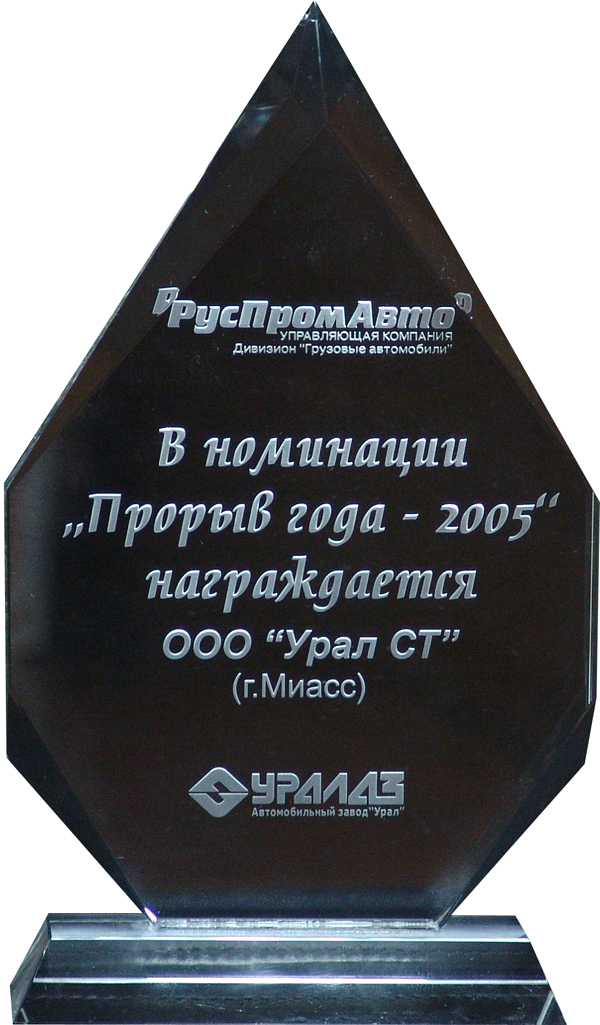 "РусПромАвто"
УПРАВЛЯЮЩАЯ КОМПАНИЯ
Дивизион "Грузовые автомобили"
В номинации
„Прорыв года - 2005“
награждается
ООО “Урал СТ”
(г.Миасс)
УРАЛАЗ
Автомобильный завод"Урал"